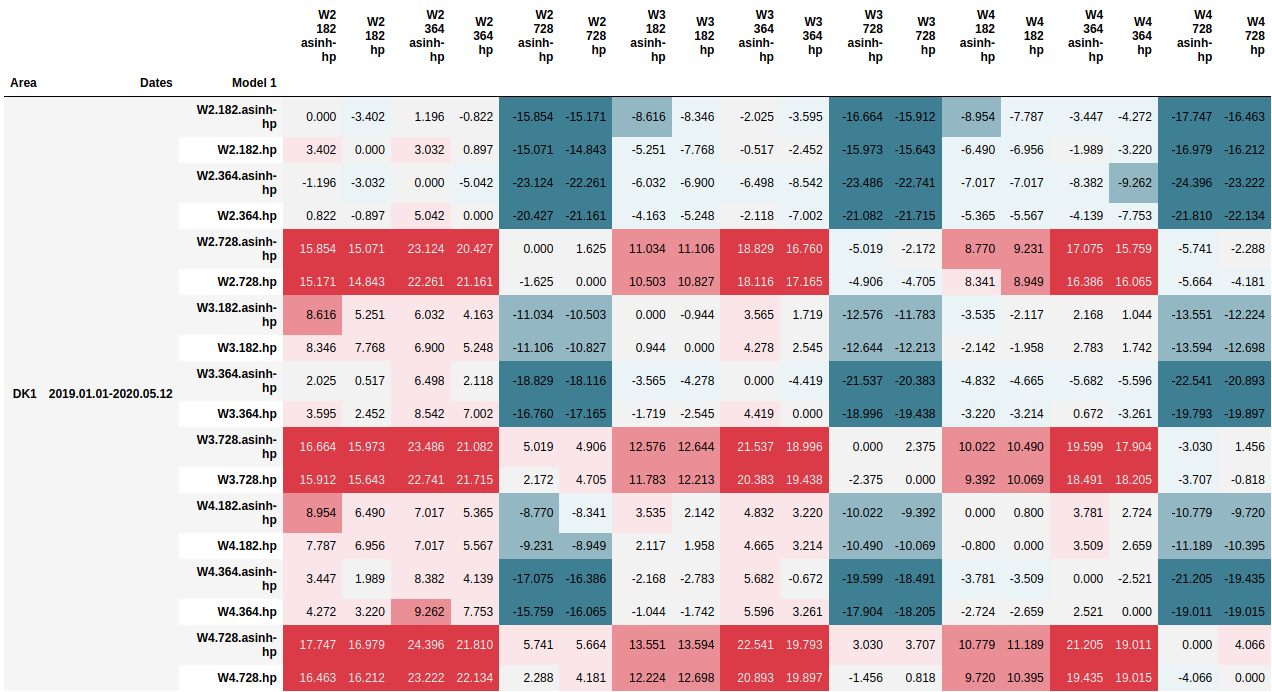 W2 W2 W2 W2 W2 W2 W3 W3 W3 W3 W3 W3 W4 W4 W4 W4 W4 W4
182 182 364 364 728 728 182 182 364 364 728 728 182 182 364 364 728 728
asinh- hp asinh- hp asinh- hp asinh- hp asinh- hp asinh- hp asinh- hp asinh- hp asinh- hp
hp hp hp hp hp hp hp hp hp
Area Dates Model 1
W2.182.asinh-
hp 0.000 -3.402 1.196 -0.822 -15.854 -15.171 -8.616 -8.346 -2.025 -3.595 -16.664 -15.912 -8.954 -7.787 -3.447 -4.272 -17.747 -16.463
W2.182.hp 3.402 0.000 3.032 0.897 -15.071 -14.843 -5.251 -7.768 -0.517 -2.452 -15.973 -15.643 -6.490 -6.956 -1.989 -3.220 -16.979 -16.212
W2.364.asinh-
hp -1.196 -3.032 0.000 -5.042 -23.124 -22.261 -6.032 -6.900 -6.498 -8.542 -23.486 -22.741 -7.017 -7.017 -8.382 -9.262 -24.396 -23.222
W2.364.hp 0.822 -0.897 5.042 0.000 -20.427 -21.161 -4.163 -5.248 -2.118 -7.002 -21.082 -21.715 -5.365 -5.567 -4.139 -7.753 -21.810 -22.134
W2.728.asinh-
hp 15.854 15.071 23.124 20.427 0.000 1.625 11.034 11.106 18.829 16.760 -5.019 -2.172 8.770 9.231 17.075 15.759 -5.741 -2.288
W2.728.hp 15.171 14.843 22.261 21.161 -1.625 0.000 10.503 10.827 18.116 17.165 -4.906 -4.705 8.341 8.949 16.386 16.065 -5.664 -4.181
W3.182.asinh-
hp 8.616 5.251 6.032 4.163 -11.034 -10.503 0.000 -0.944 3.565 1.719 -12.576 -11.783 -3.535 -2.117 2.168 1.044 -13.551 -12.224
W3.182.hp 8.346 7.768 6.900 5.248 -11.106 -10.827 0.944 0.000 4.278 2.545 -12.644 -12.213 -2.142 -1.958 2.783 1.742 -13.594 -12.698
W3.364.asinh-
hp 2.025 0.517 6.498 2.118 -18.829 -18.116 -3.565 -4.278 0.000 -4.419 -21.537 -20.383 -4.832 -4.665 -5.682 -5.596 -22.541 -20.893
DK1 2019.01.01-2020.05.12
W3.364.hp 3.595 2.452 8.542 7.002 -16.760 -17.165 -1.719 -2.545 4.419 0.000 -18.996 -19.438 -3.220 -3.214 0.672 -3.261 -19.793 -19.897
W3.728.asinh-
hp 16.664 15.973 23.486 21.082 5.019 4.906 12.576 12.644 21.537 18.996 0.000 2.375 10.022 10.490 19.599 17.904 -3.030 1.456
W3.728.hp 15.912 15.643 22.741 21.715 2.172 4.705 11.783 12.213 20.383 19.438 -2.375 0.000 9.392 10.069 18.491 18.205 -3.707 -0.818
W4.182.asinh-
hp 8.954 6.490 7.017 5.365 -8.770 -8.341 3.535 2.142 4.832 3.220 -10.022 -9.392 0.000 0.800 3.781 2.724 -10.779 -9.720
W4.182.hp 7.787 6.956 7.017 5.567 -9.231 -8.949 2.117 1.958 4.665 3.214 -10.490 -10.069 -0.800 0.000 3.509 2.659 -11.189 -10.395
W4.364.asinh-
hp 3.447 1.989 8.382 4.139 -17.075 -16.386 -2.168 -2.783 5.682 -0.672 -19.599 -18.491 -3.781 -3.509 0.000 -2.521 -21.205 -19.435
W4.364.hp 4.272 3.220 9.262 7.753 -15.759 -16.065 -1.044 -1.742 5.596 3.261 -17.904 -18.205 -2.724 -2.659 2.521 0.000 -19.011 -19.015
W4.728.asinh-
hp 17.747 16.979 24.396 21.810 5.741 5.664 13.551 13.594 22.541 19.793 3.030 3.707 10.779 11.189 21.205 19.011 0.000 4.066
W4.728.hp 16.463 16.212 23.222 22.134 2.288 4.181 12.224 12.698 20.893 19.897 -1.456 0.818 9.720 10.395 19.435 19.015 -4.066 0.000